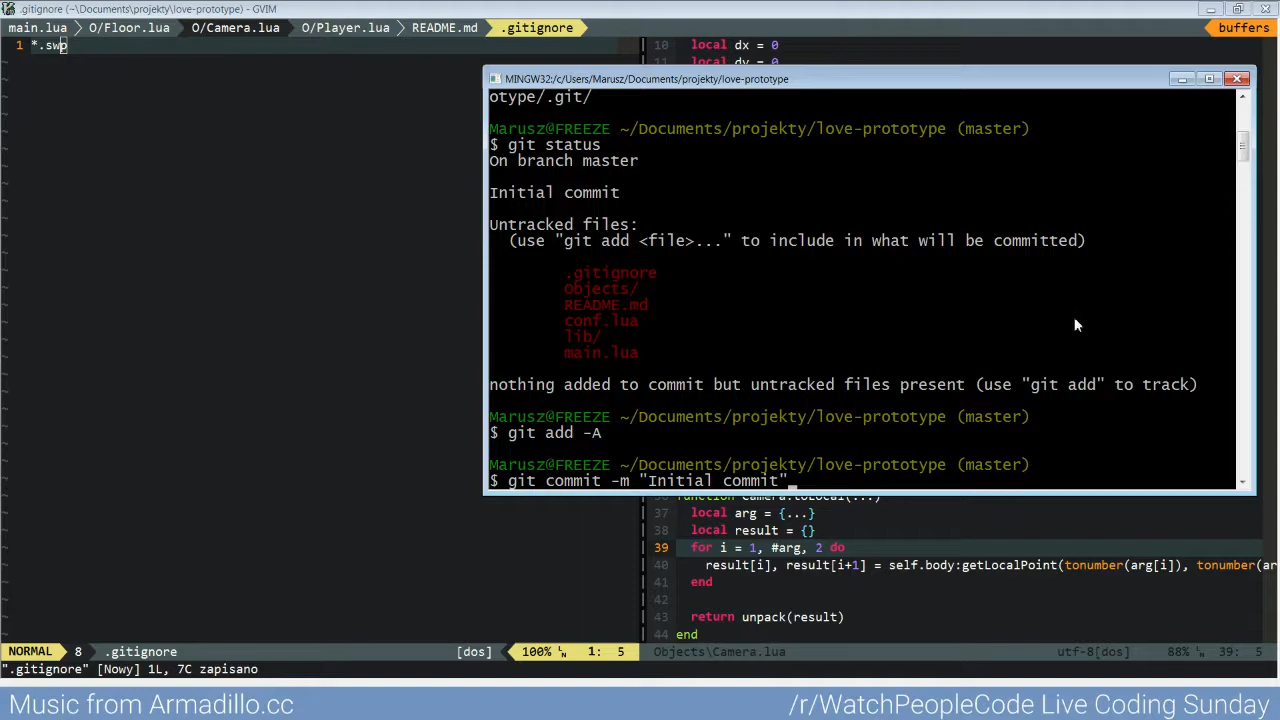 .gitignore (~\Documents\projekty\love-prototype) - GVIM
main.lua O/Floor.lua O/Camera.lua O/Player.lua README.md .gitignore buffers
1 *.swp
10 local dx = 0
local dy = 0
MINGW32:/c/Users/Marusz/Documents/projekty/love-prototype
otype/.git/
Marusz@FREEZE ~/Documents/projekty/love-prototype (master)
$ git status
On branch master
Initial commit
Untracked files:
(use "git add <file>..." to include in what will be committed)
.gitignore
Objects/
README.md
conf.lua
lib/
main.lua
nothing added to commit but untracked files present (use "git add" to track)
Marusz@FREEZE ~/Documents/projekty/love-prototype (master)
$ git add -A
Marusz@FREEZE ~/Documents/projekty/love-prototype (master)
$ git commit -m "Initial commit"
function Camera.toLocal(...)
37 local arg = {...}
38 local result = {}
39 for i = 1, #arg, 2 do
40 result[i], result[i+1] = self.body:getLocalPoint(tonumber(arg[i]), tonumber(ar
41 end
42
43 return unpack(result)
44 end
NORMAL 8 .gitignore [dos] 100% 1: 5 Objects\Camera.lua utf-8[dos] 88% 39: 5
".gitignore" [Nowy] 1L, 7C zapisano
Music from Armadillo.cc /r/WatchPeopleCode Live Coding Sunday